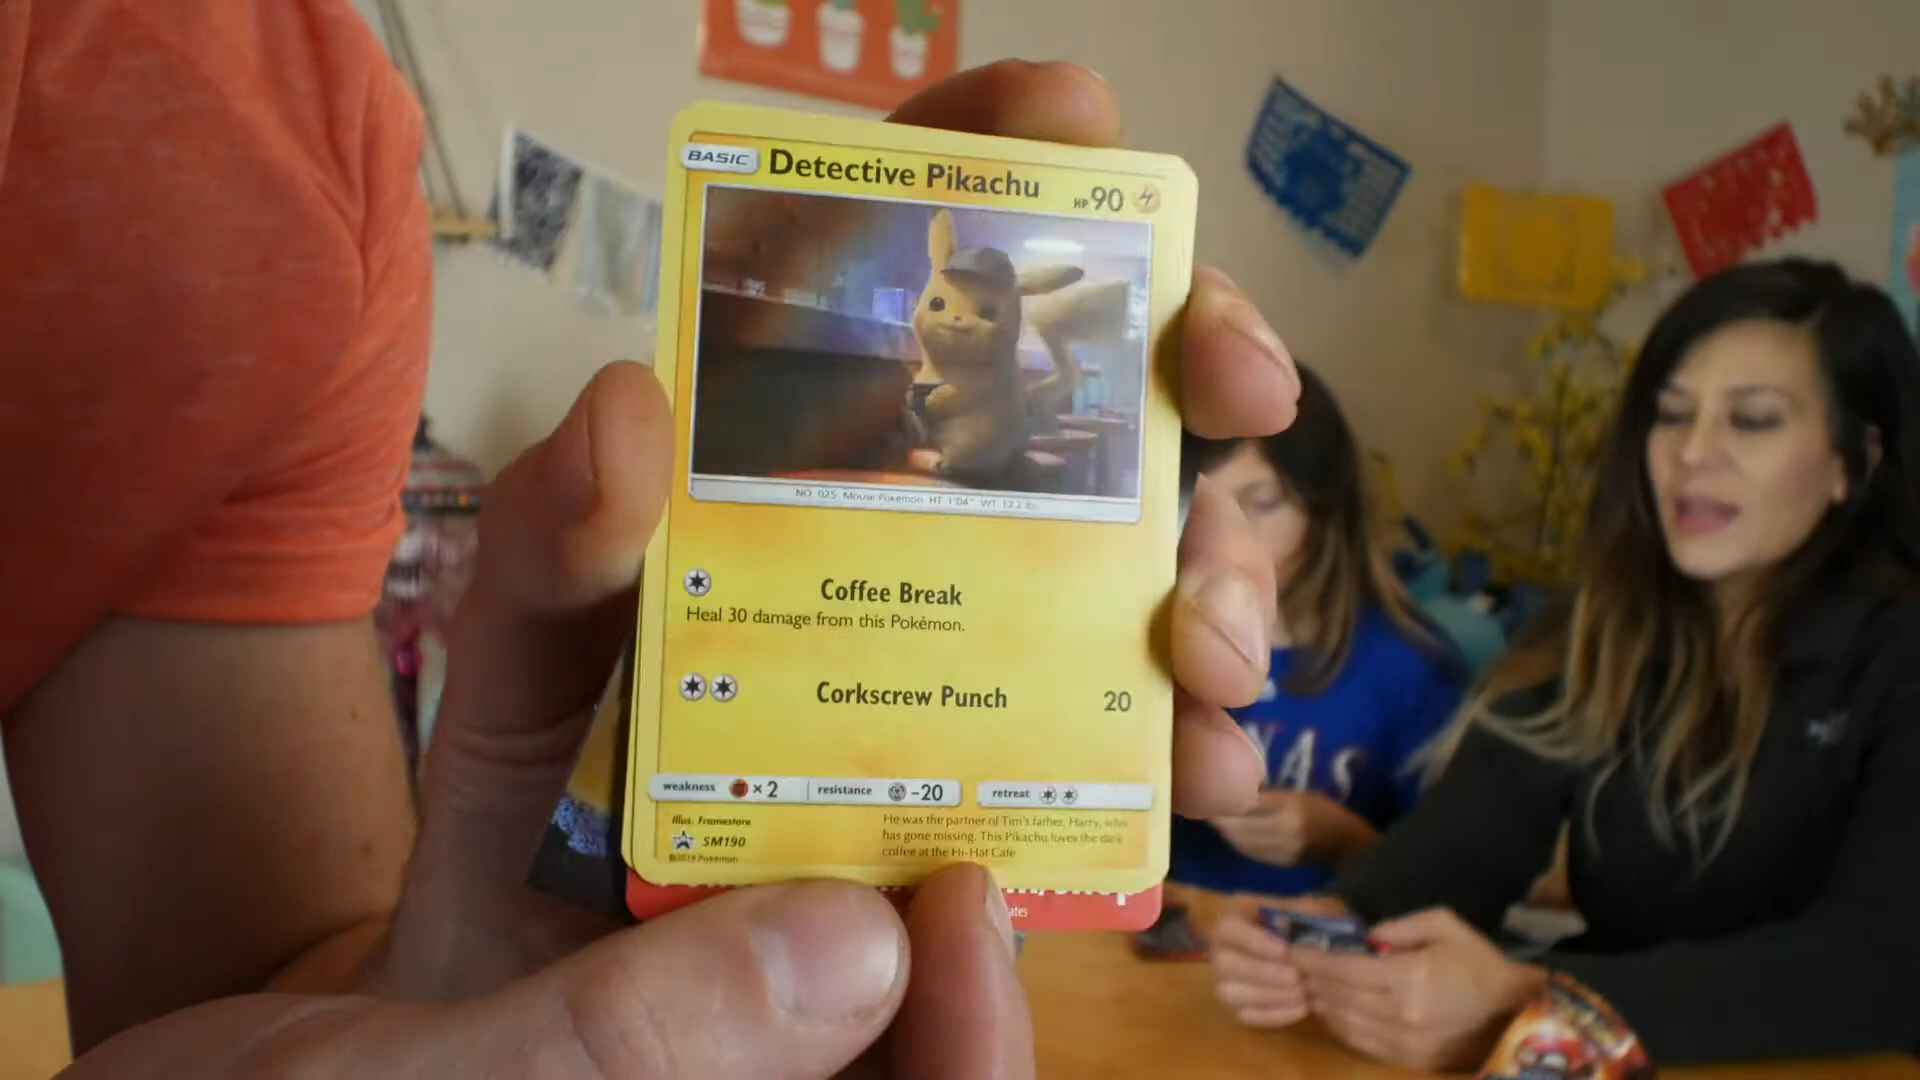 BASIC Detective Pikachu HP 90
NO. 025 Mouse Pokémon HT 1'04" WT 13.2 lbs.
Coffee Break
Heal 30 damage from this Pokémon.
Corkscrew Punch 20
weakness × 2 resistance -20 retreat
Illus. Framestore
SM190
©2019 Pokémon
He was the partner of Tim's father, Harry, who
has gone missing. This Pikachu loves the dark
coffee at the Hi-Hat Cafe